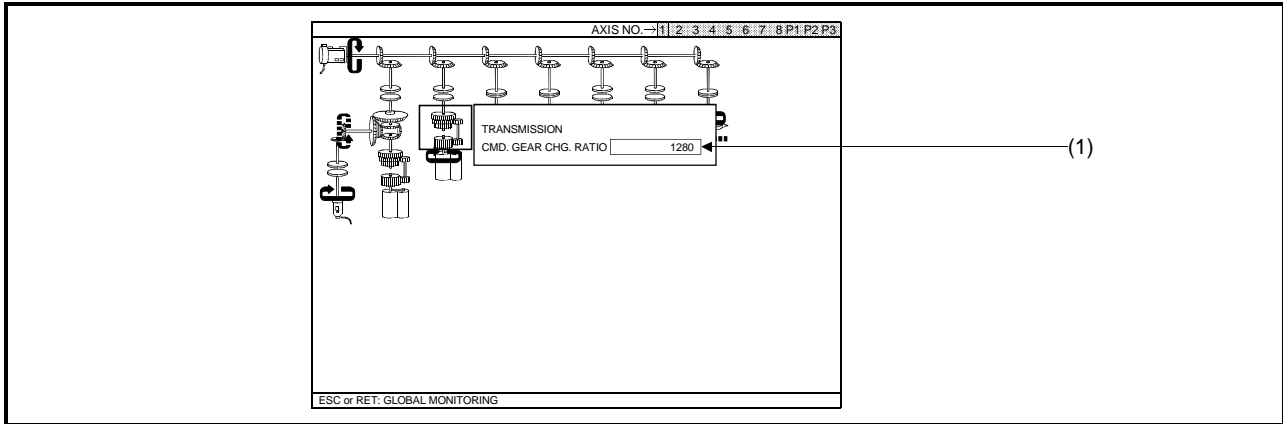 AXIS NO.→ 1 2 3 4 5 6 7 8 P1 P2 P3
TRANSMISSION
CMD. GEAR CHG. RATIO 1280
(1)
ESC or RET: GLOBAL MONITORING